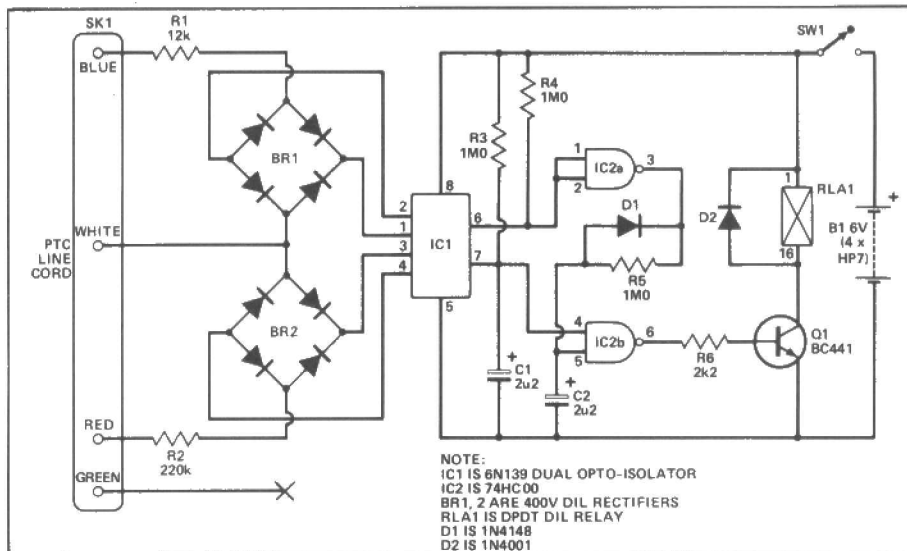 SK1
R1
12k
BLUE
BR1
WHITE
PTC
LINE
CORD
BR2
RED
R2
220k
GREEN
2
1
3
4
8
IC1
6
7
5
R3
1M0
R4
1M0
1
2
IC2a
3
D1
R5
1M0
4
5
IC2b
6
C1
2u2
+
C2
2u2
+
R6
2k2
D2
1
RLA1
16
Q1
BC441
SW1
+
B1 6V
(4 x
HP7)
NOTE:
IC1 IS 6N139 DUAL OPTO-ISOLATOR
IC2 IS 74HC00
BR1, 2 ARE 400V DIL RECTIFIERS
RLA1 IS DPDT DIL RELAY
D1 IS 1N4148
D2 IS 1N4001